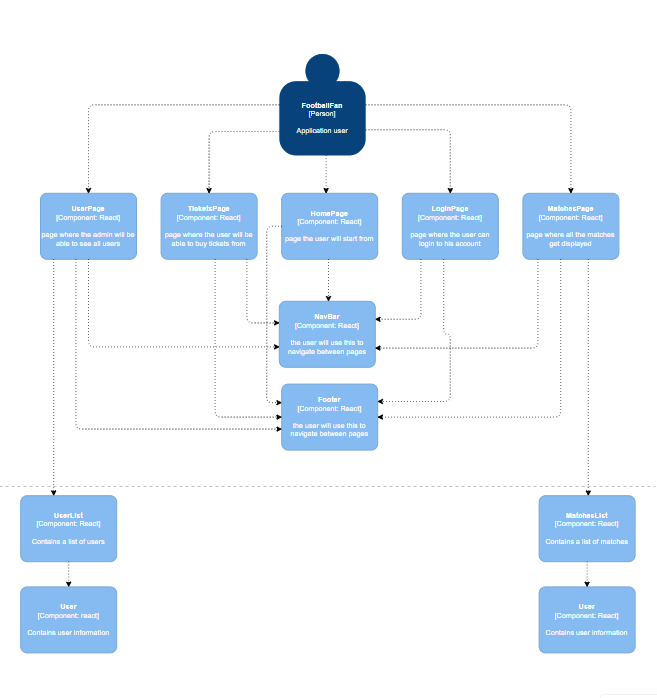 FootballFan
[Person]
Application user
UserPage
[Component: React]
page where the admin will be
able to see all users
TicketsPage
[Component: React]
page where the user will be
able to buy tickets from
HomePage
[Component: React]
page the user will start from
LoginPage
[Component: React]
page where the user can
login to his account
MatchesPage
[Component: React]
page where all the matches
get displayed
NavBar
[Component: React]
the user will use this to
navigate between pages
Footer
[Component: React]
the user will use this to
navigate between pages
UserList
[Component: React]
Contains a list of users
MatchesList
[Component: React]
Contains a list of matches
User
[Component: react]
Contains user information
User
[Component: React]
Contains user information